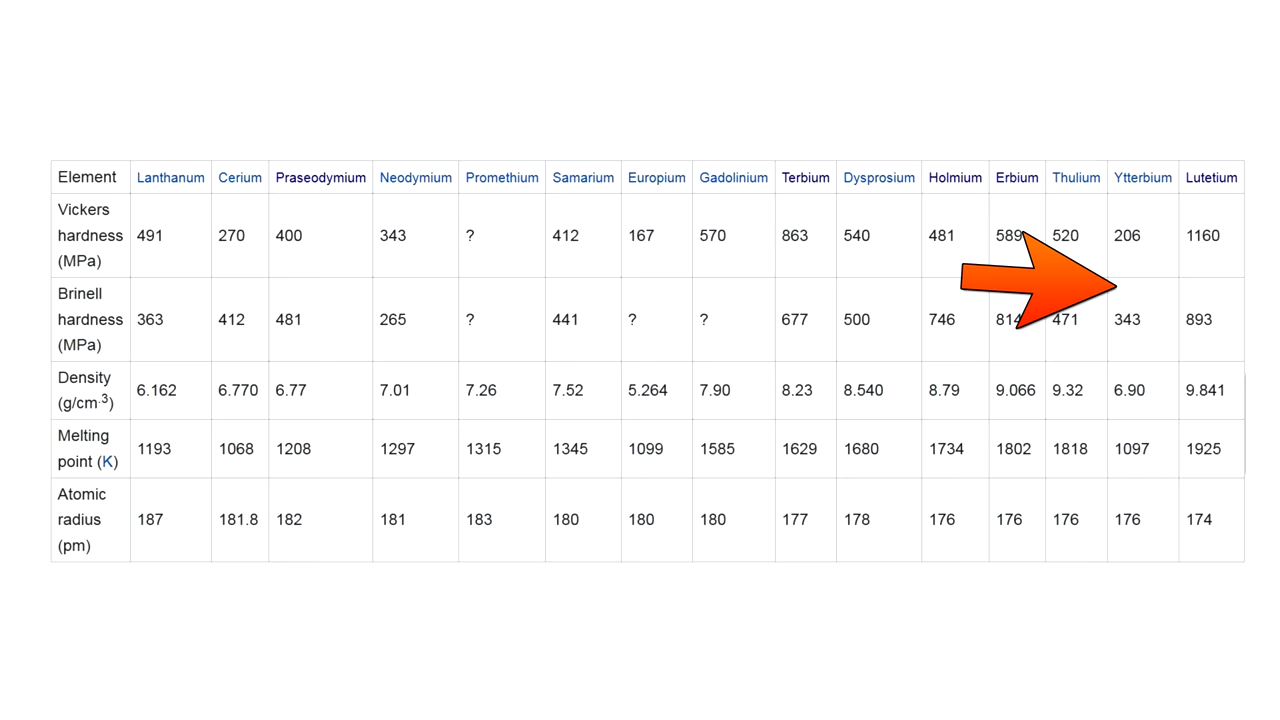 Element Lanthanum Cerium Praseodymium Neodymium Promethium Samarium Europium Gadolinium Terbium Dysprosium Holmium Erbium Thulium Ytterbium Lutetium
Vickers
hardness 491 270 400 343 ? 412 167 570 863 540 481 589 520 206 1160
(MPa)
Brinell
hardness 363 412 481 265 ? 441 ? ? 677 500 746 814 471 343 893
(MPa)
Density
(g/cm·3) 6.162 6.770 6.77 7.01 7.26 7.52 5.264 7.90 8.23 8.540 8.79 9.066 9.32 6.90 9.841
Melting
point (K) 1193 1068 1208 1297 1315 1345 1099 1585 1629 1680 1734 1802 1818 1097 1925
Atomic
radius 187 181.8 182 181 183 180 180 180 177 178 176 176 176 176 174
(pm)